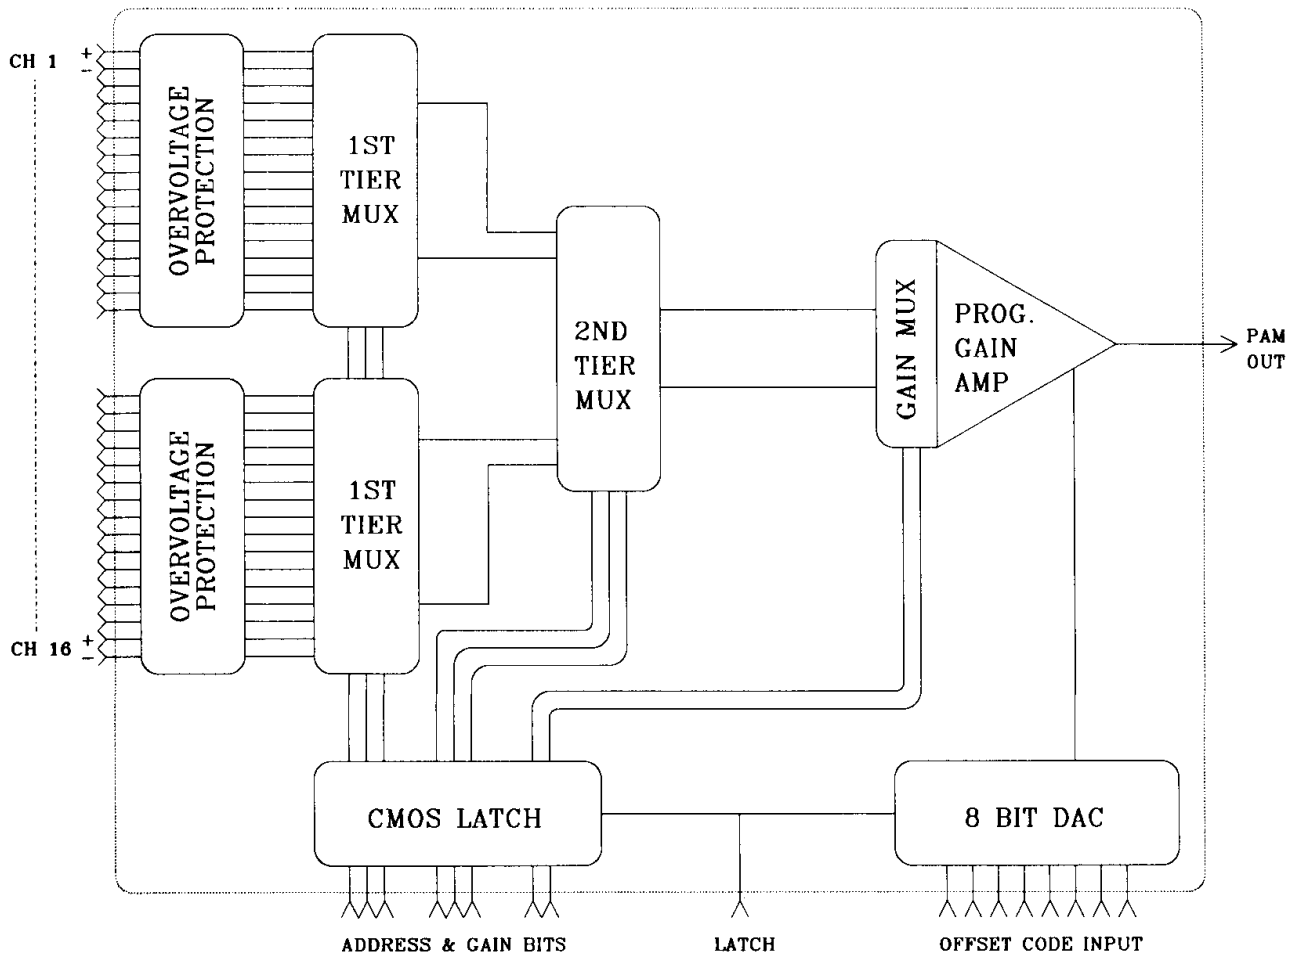 CH 1
+
−
OVERVOLTAGE
PROTECTION
1ST
TIER
MUX
2ND
TIER
MUX
GAIN MUX
PROG.
GAIN
AMP
PAM
OUT
OVERVOLTAGE
PROTECTION
1ST
TIER
MUX
CH 16
+
−
CMOS LATCH
8 BIT DAC
ADDRESS & GAIN BITS
LATCH
OFFSET CODE INPUT